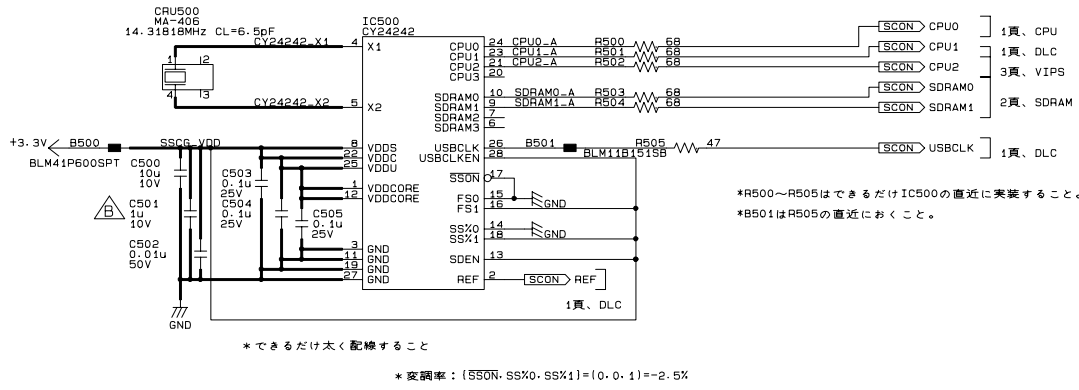 CRU500
MA-406
14.31818MHz CL=6.5pF
IC500
CY24242
CY24242_X1 4 X1
1 2
4 3
CY24242_X2 5 X2
CPU0 24 CPU0_A R500 68 SCON CPU0
CPU1 23 CPU1_A R501 68 SCON CPU1
CPU2 21 CPU2_A R502 68 SCON CPU2
CPU3 20
1頁、CPU
1頁、DLC
3頁、VIPS
SDRAM0 10 SDRAM0_A R503 68 SCON SDRAM0
SDRAM1 9 SDRAM1_A R504 68 SCON SDRAM1
SDRAM2 7
SDRAM3 6
2頁、SDRAM
+3.3V B500 SSCG_VDD 8 VDDS
BLM41P600SPT
22 VDDC
25 VDDU
1 VDDCORE
12 VDDCORE
USBCLK 26 B501 R505 47 SCON USBCLK
USBCLKEN 28 BLM11B151SB
1頁、DLC
C500
10u
10V
B
C501
1u
10V
C502
0.01u
50V
C503
0.1u
25V
C504
0.1u
25V
C505
0.1u
25V
SSON 17
FS0 15 GND
FS1 16
SS%0 14 GND
SS%1 18
SDEN 13
3 GND
11 GND
19 GND
27 GND
REF 2 SCON REF
1頁、DLC
GND
*R500〜R505はできるだけIC500の直近に実装すること。
*B501はR505の直近におくこと。
*できるだけ太く配線すること
*変調率：(SSON,SS%0,SS%1)=(0,0,1)=-2.5%